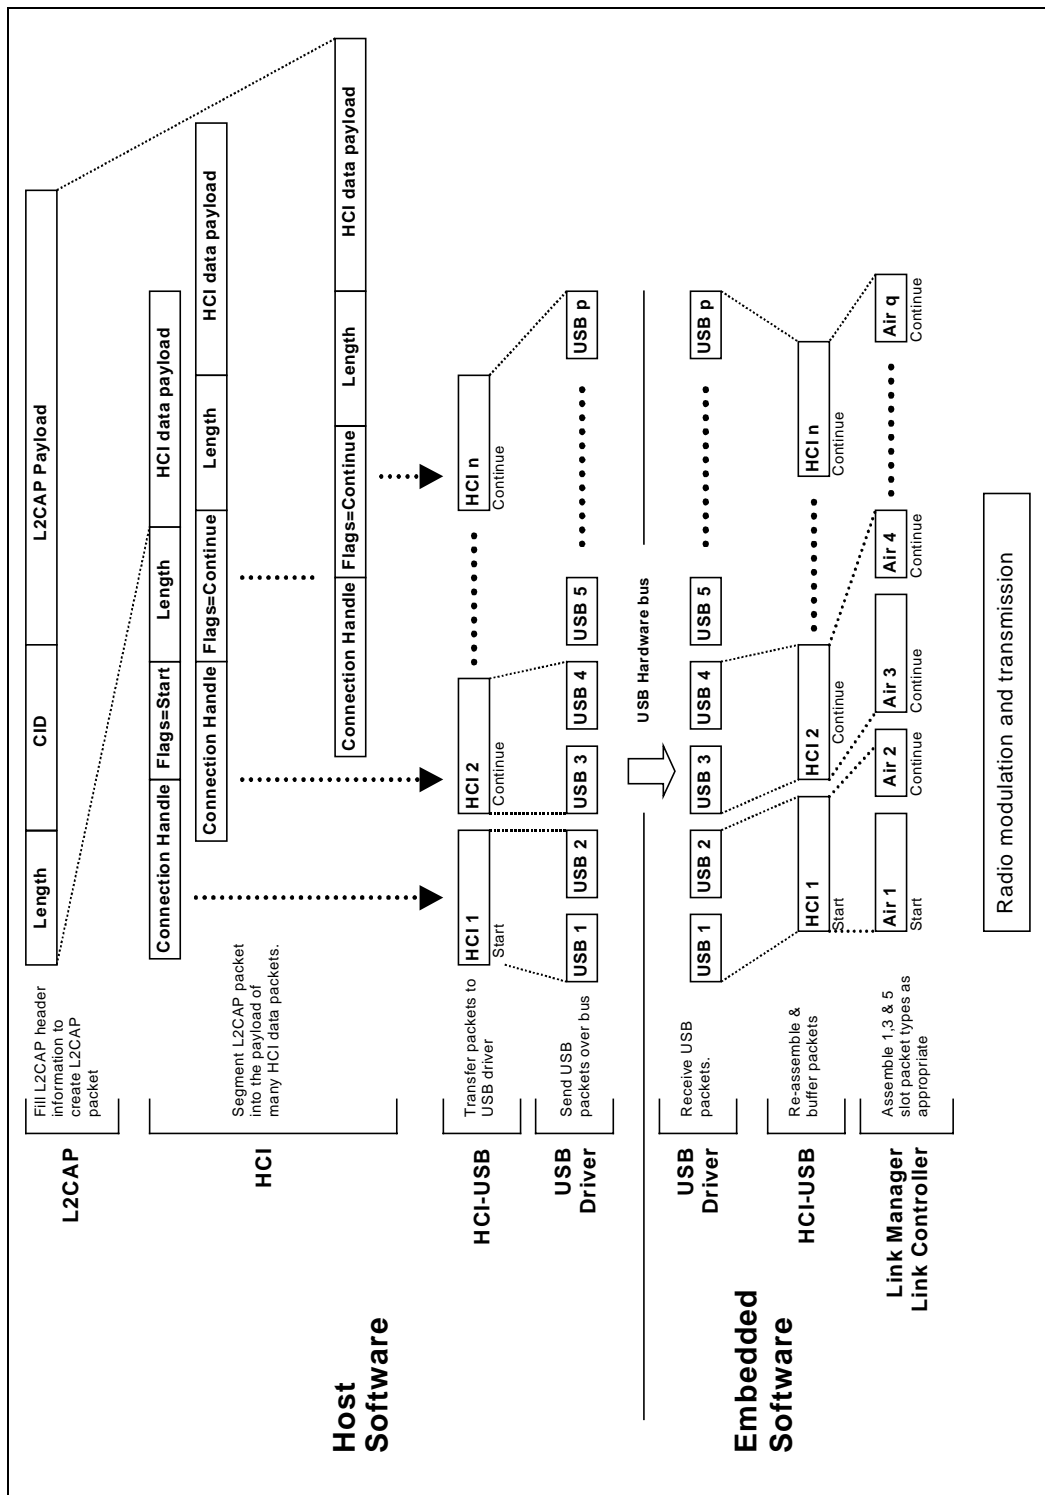 L2CAP
Fill L2CAP header
information to
create L2CAP
packet
Length
CID
L2CAP Payload
HCI
Segment L2CAP packet
into the payload of
many HCI data packets.
Connection Handle
Flags=Start
Length
HCI data payload
Connection Handle
Flags=Continue
Length
HCI data payload
Connection Handle
Flags=Continue
Length
HCI data payload
Host
Software
HCI-USB
Transfer packets to
USB driver
HCI 1
Start
HCI 2
Continue
HCI n
Continue
USB
Driver
Send USB
packets over bus
USB 1
USB 2
USB 3
USB 4
USB 5
USB p
USB Hardware bus
Embedded
Software
USB
Driver
Receive USB
packets.
USB 1
USB 2
USB 3
USB 4
USB 5
USB p
HCI-USB
Re-assemble &
buffer packets
HCI 1
Start
HCI 2
Continue
HCI n
Continue
Link Manager
Link Controller
Assemble 1,3 & 5
slot packet types as
appropriate
Air 1
Start
Air 2
Continue
Air 3
Continue
Air 4
Continue
Air q
Continue
Radio modulation and transmission